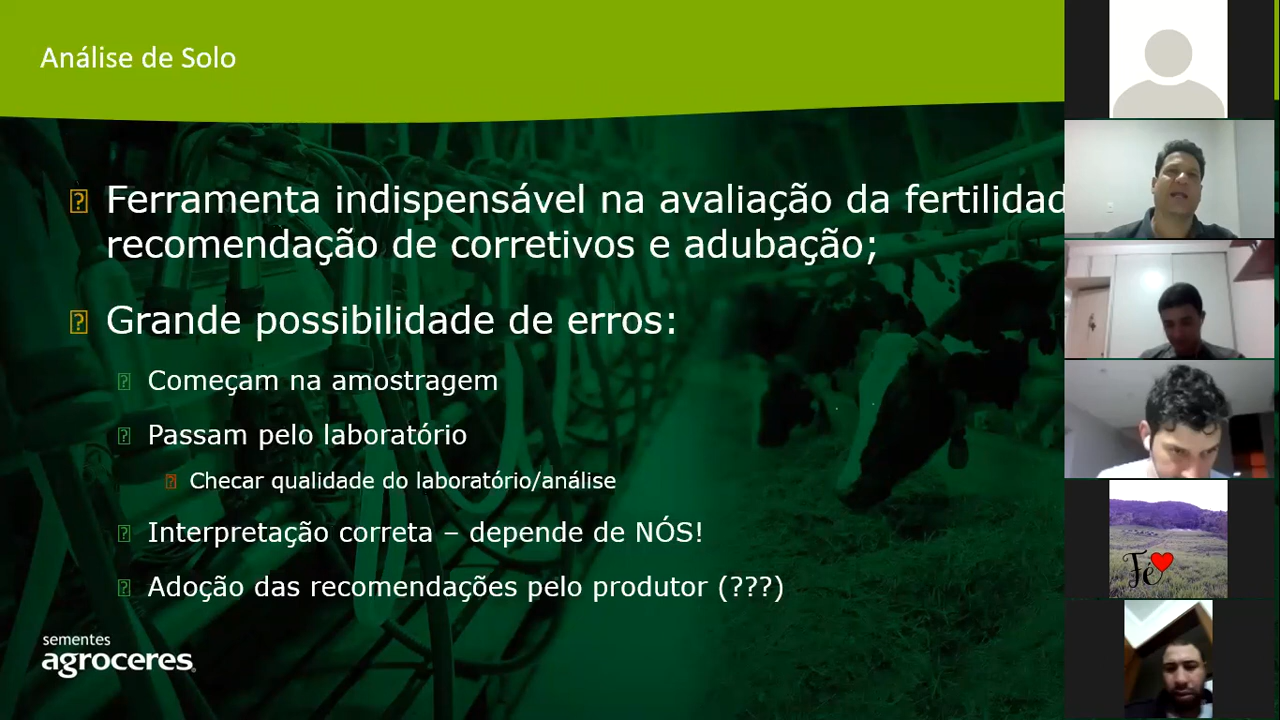 Análise de Solo
Ferramenta indispensável na avaliação da fertilidad
recomendação de corretivos e adubação;
Grande possibilidade de erros:
Começam na amostragem
Passam pelo laboratório
Checar qualidade do laboratório/análise
Interpretação correta – depende de NÓS!
Adoção das recomendações pelo produtor (???)
sementes
agroceres
Fé